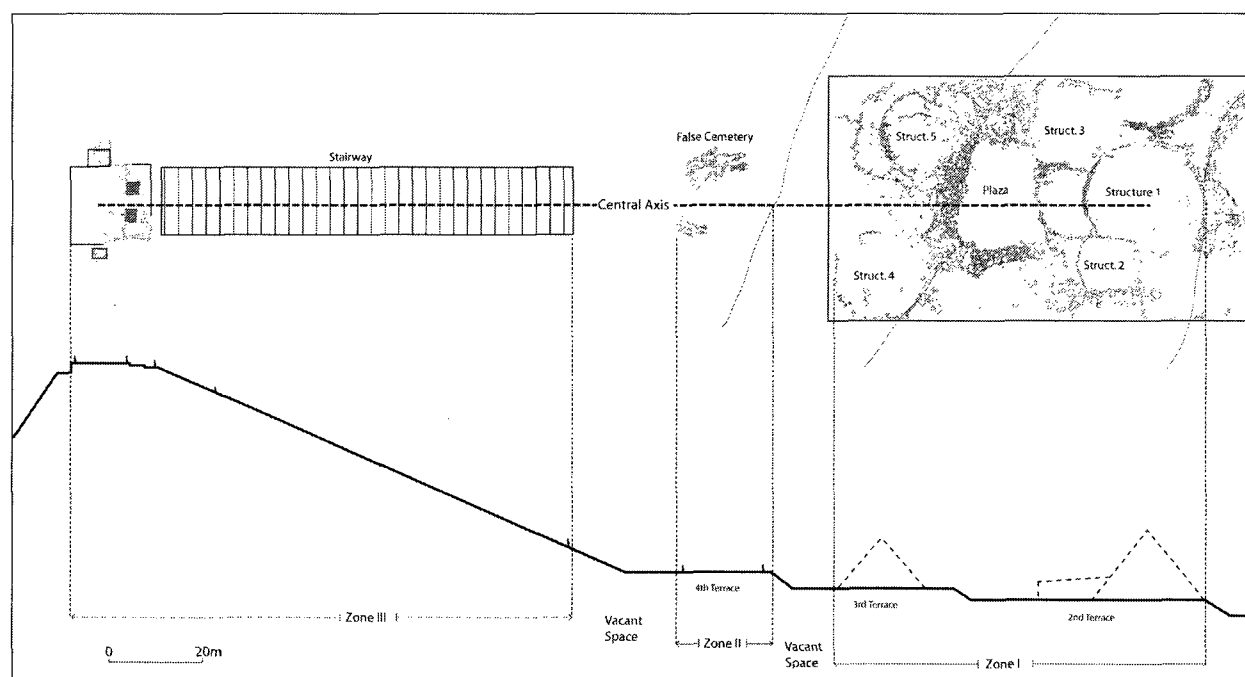 Stairway
False Cemetery
Central Axis
Struct. 5
Struct. 3
Plaza
Structure 1
Struct. 4
Struct. 2
4th Terrace
3rd Terrace
2nd Terrace
Zone III
Vacant
Space
Zone II
Vacant
Space
Zone I
0 20m